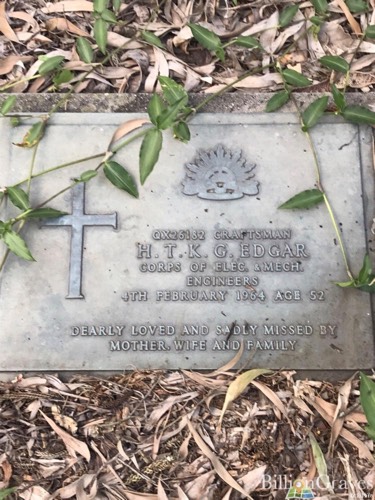 QX26182 CRAFTSMAN
H. T. K. G. EDGAR
CORPS OF ELEC. & MECH.
ENGINEERS
4TH FEBRUARY 1964 AGE 52
DEARLY LOVED AND SADLY MISSED BY
MOTHER, WIFE AND FAMILY
BillionGraves